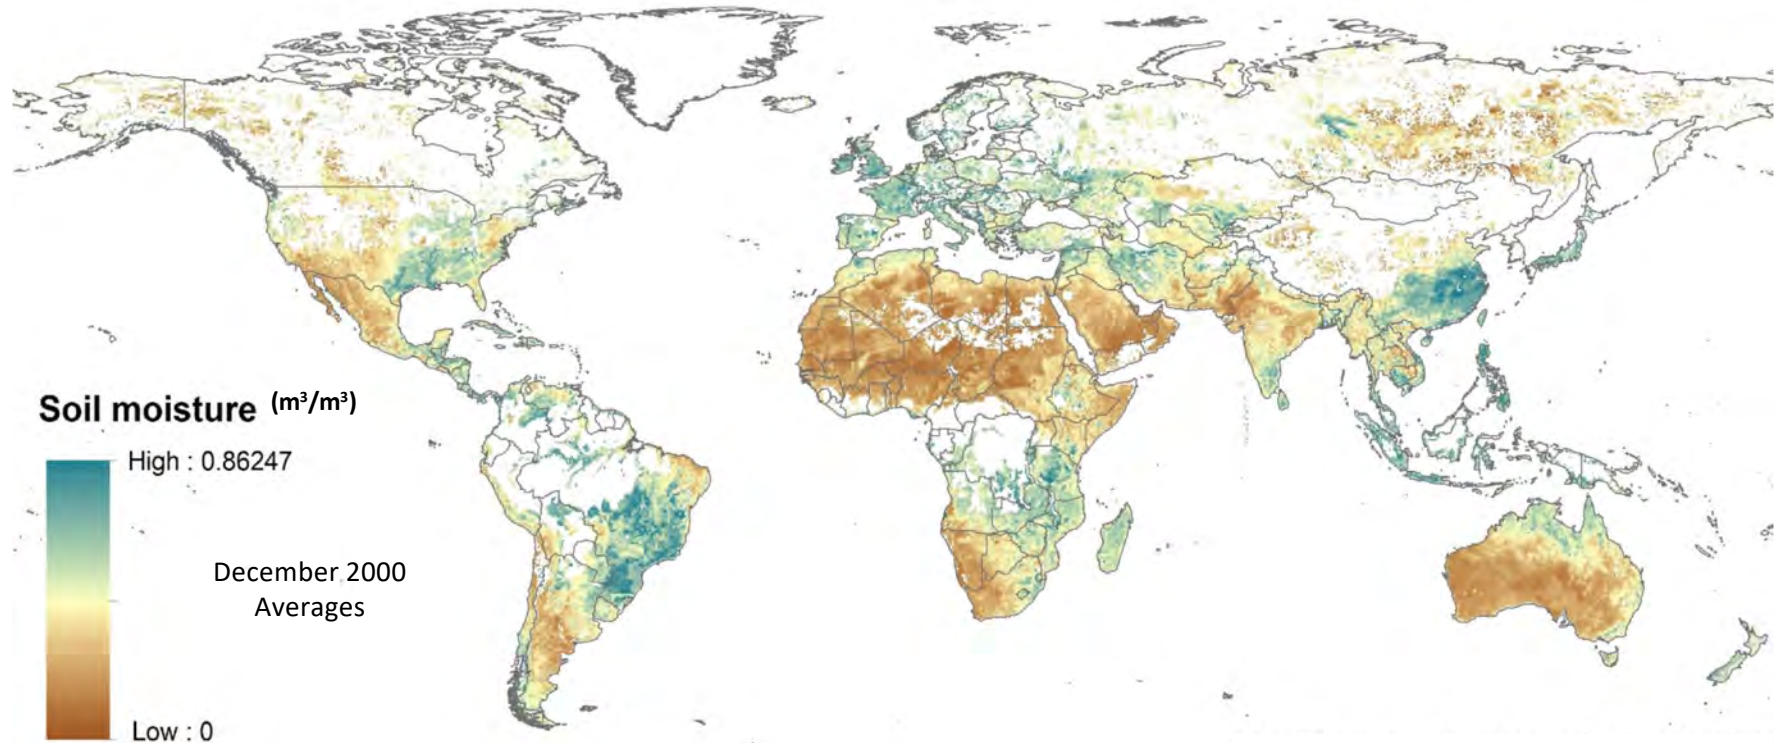 Soil moisture (m³/m³)
High : 0.86247
December 2000
Averages
Low : 0